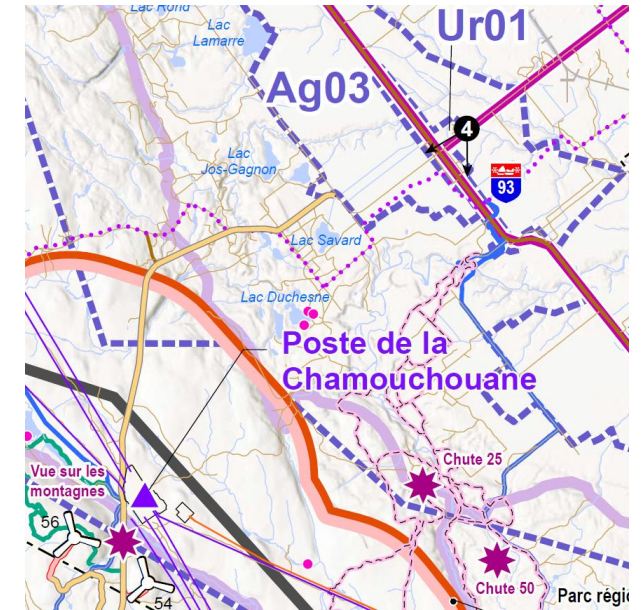 Lac Rond
Lac
Lamarre
Ur01
Ag03
4
93
Lac
Jos-Gagnon
Lac Savard
Lac Duchesne
Poste de la
Chamouchouane
Chute 25
Vue sur les
montagnes
56
54
Chute 50
Parc régio